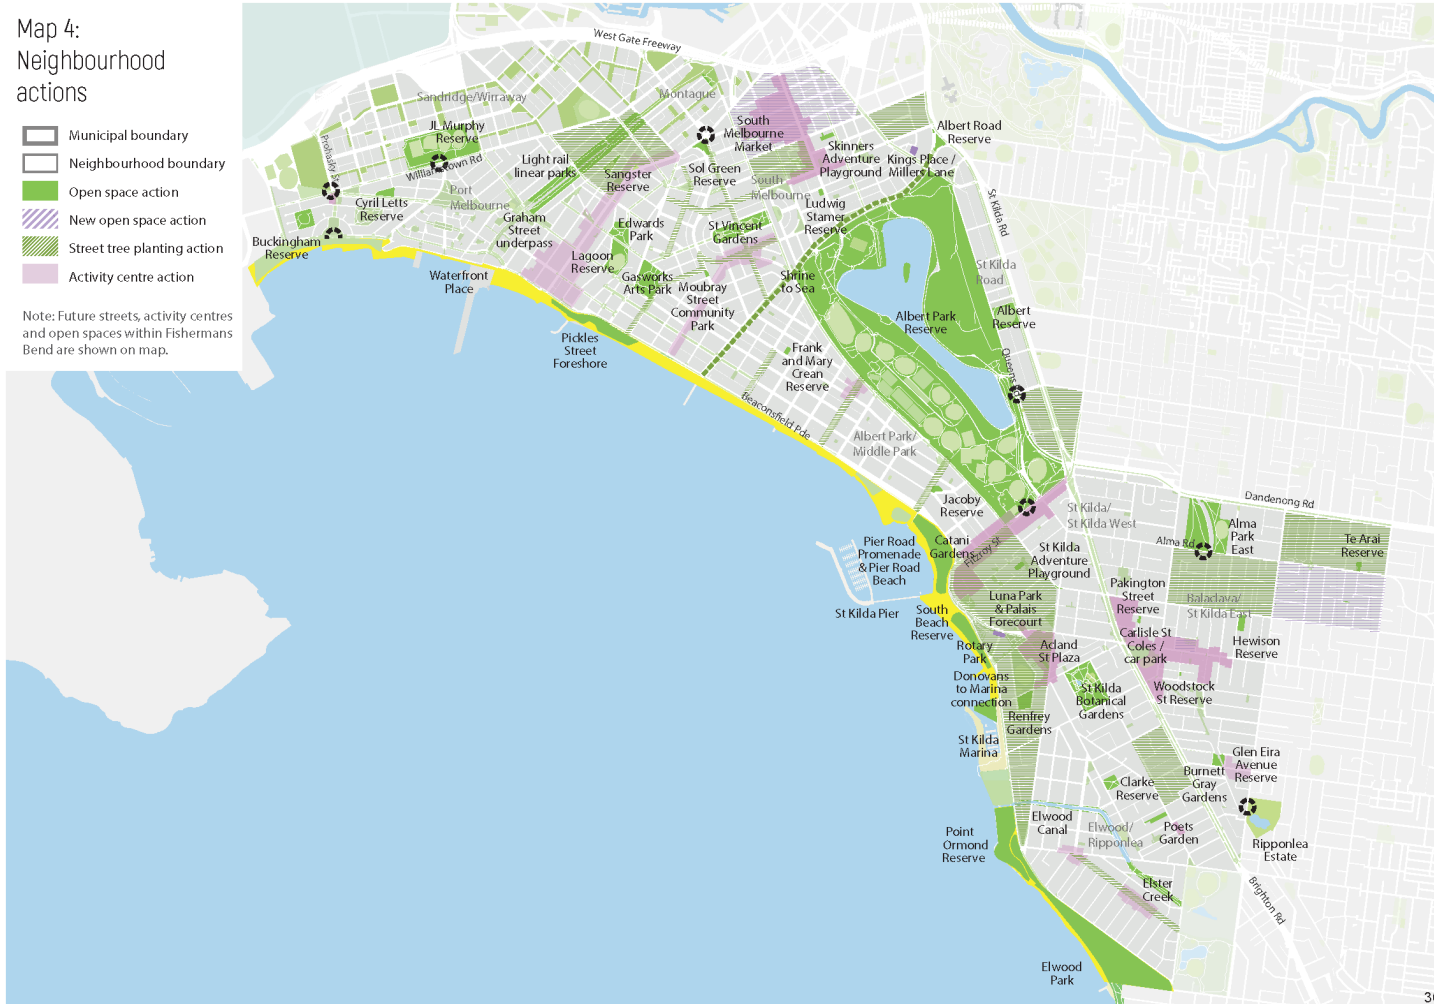 Map 4:
Neighbourhood
actions
Municipal boundary
Neighbourhood boundary
Open space action
New open space action
Street tree planting action
Activity centre action
Note: Future streets, activity centres
and open spaces within Fishermans
Bend are shown on map.
West Gate Freeway
Sandridge/Wirraway
Montague
JL Murphy
Reserve
Prohasky St
Williamstown Rd
Light rail
linear parks
South
Melbourne
Market
Albert Road
Reserve
Skinners
Adventure
Playground
Kings Place /
Millers Lane
Sangster
Reserve
Sol Green
Reserve
South
Melbourne
Port
Melbourne
Cyril Letts
Reserve
Graham
Street
underpass
Edwards
Park
St Vincent
Gardens
Ludwig
Stamer
Reserve
St Kilda Rd
Buckingham
Reserve
Waterfront
Place
Lagoon
Reserve
Gasworks
Arts Park
Moubray
Street
Community
Park
Shrine
to Sea
St Kilda
Road
Albert Park
Reserve
Albert
Reserve
Pickles
Street
Foreshore
Frank
and Mary
Crean
Reserve
Queens Rd
Beaconsfield Pde
Albert Park/
Middle Park
Jacoby
Reserve
St Kilda/
St Kilda West
Dandenong Rd
Alma
Park
East
Alma Rd
Te Arai
Reserve
Pier Road
Promenade
& Pier Road
Beach
Catani
Gardens
Fitzroy St
St Kilda
Adventure
Playground
Pakington
Street
Reserve
Balaclava/
St Kilda East
St Kilda Pier
South
Beach
Reserve
Luna Park
& Palais
Forecourt
Rotary
Park
Acland
St Plaza
Carlisle St
Coles /
car park
Hewison
Reserve
Donovans
to Marina
connection
St Kilda
Botanical
Gardens
Woodstock
St Reserve
Renfrey
Gardens
St Kilda
Marina
Glen Eira
Avenue
Reserve
Burnett
Gray
Gardens
Clarke
Reserve
Elwood
Canal
Elwood/
Ripponlea
Poets
Garden
Point
Ormond
Reserve
Ripponlea
Estate
Elster
Creek
Brighton Rd
Elwood
Park